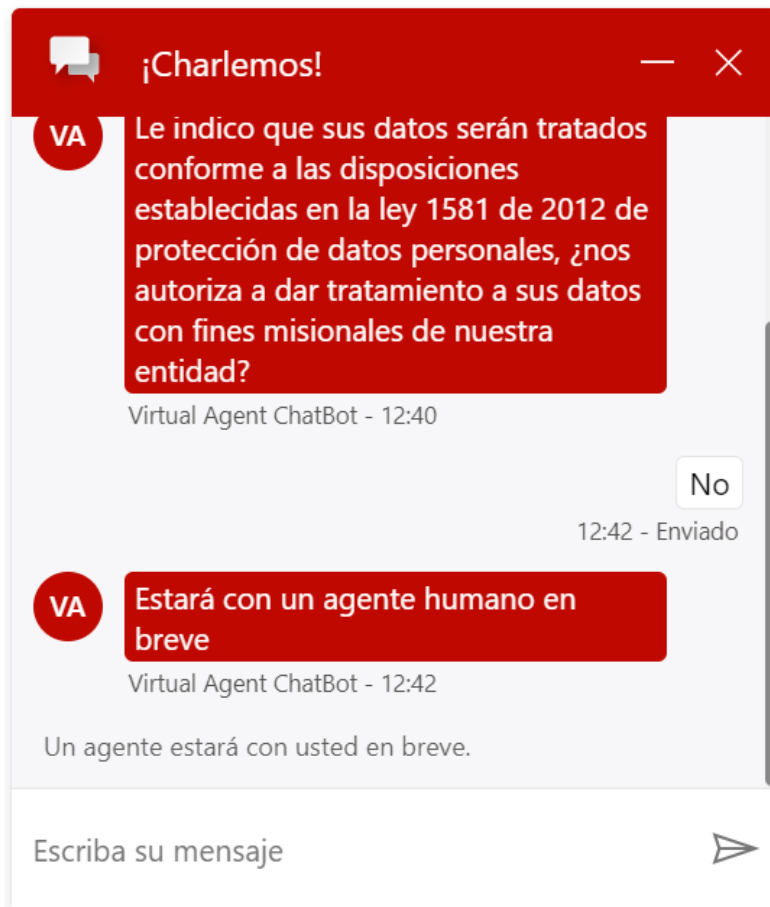 ¡Charlemos!
VA
Le indico que sus datos serán tratados
conforme a las disposiciones
establecidas en la ley 1581 de 2012 de
protección de datos personales, ¿nos
autoriza a dar tratamiento a sus datos
con fines misionales de nuestra
entidad?
Virtual Agent ChatBot - 12:40
No
12:42 - Enviado
VA
Estará con un agente humano en
breve
Virtual Agent ChatBot - 12:42
Un agente estará con usted en breve.
Escriba su mensaje